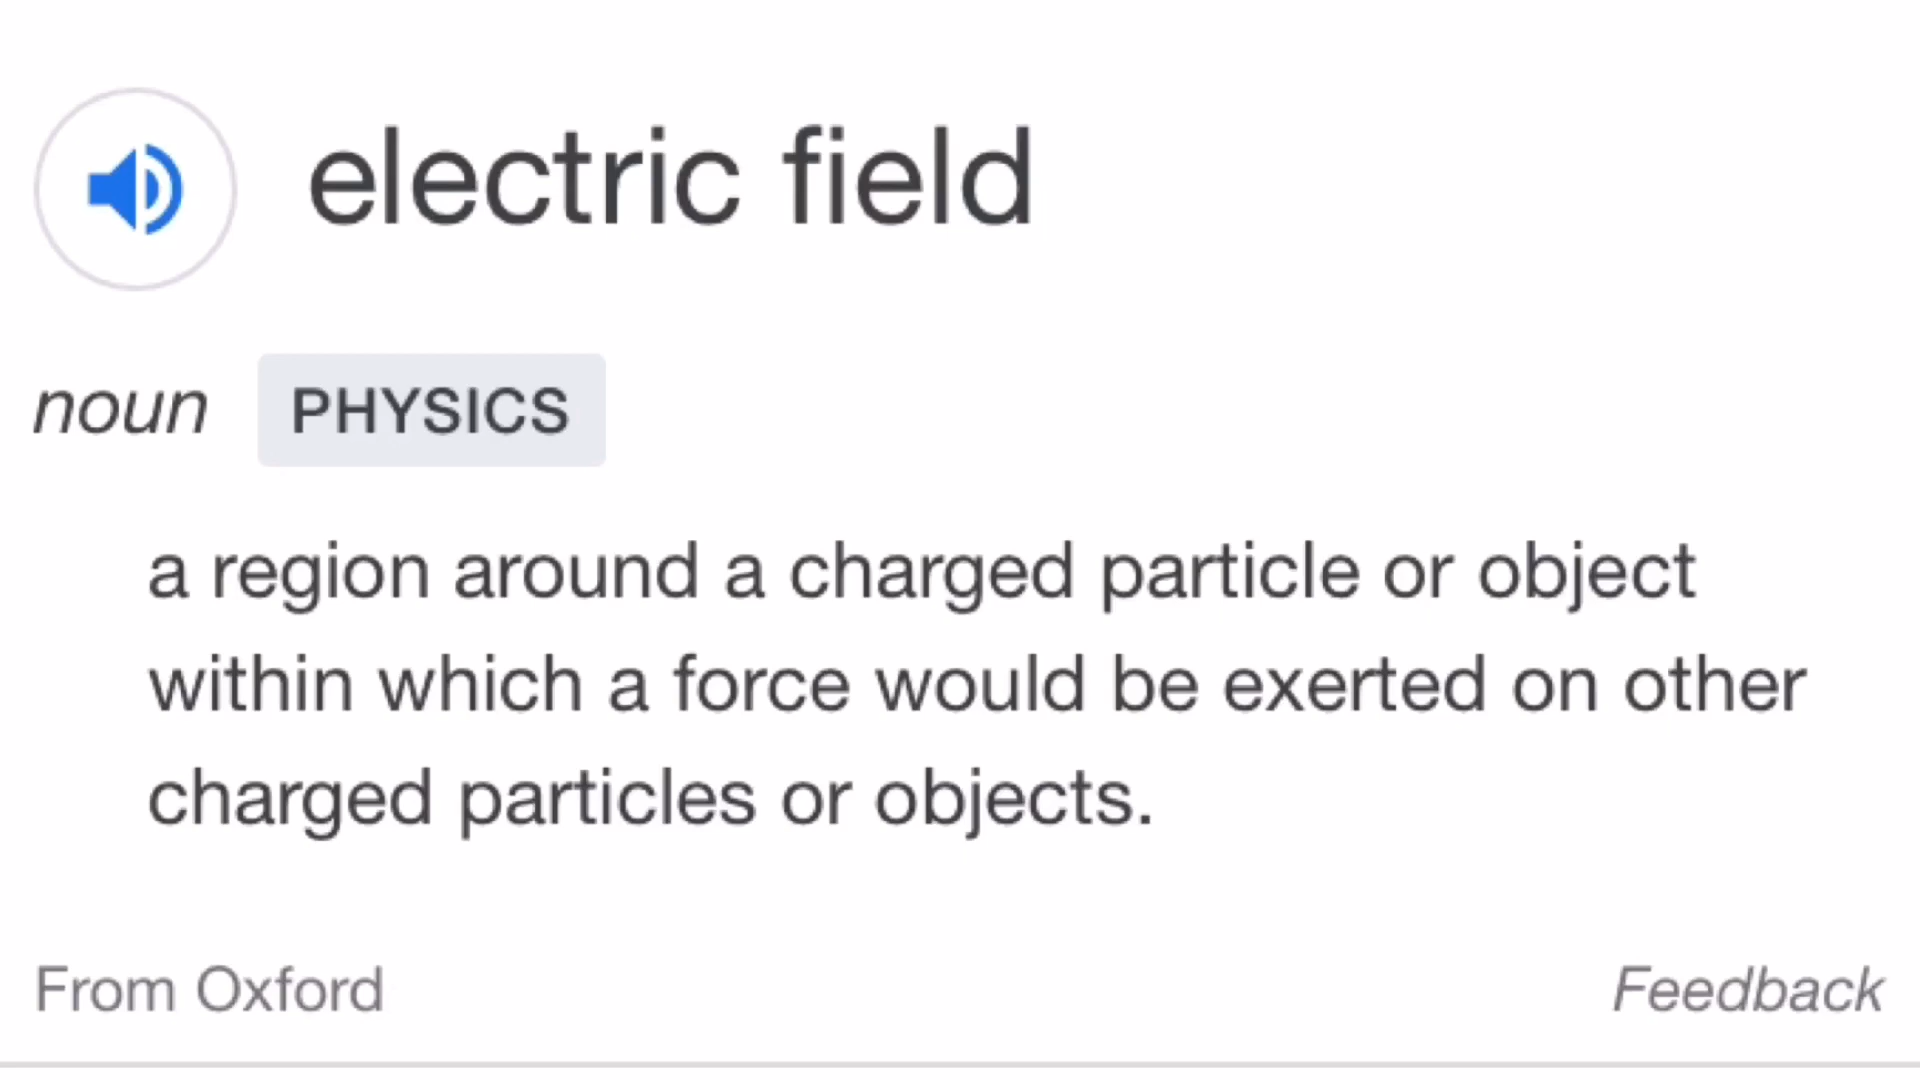 electric field
noun PHYSICS
a region around a charged particle or object
within which a force would be exerted on other
charged particles or objects.
From Oxford Feedback